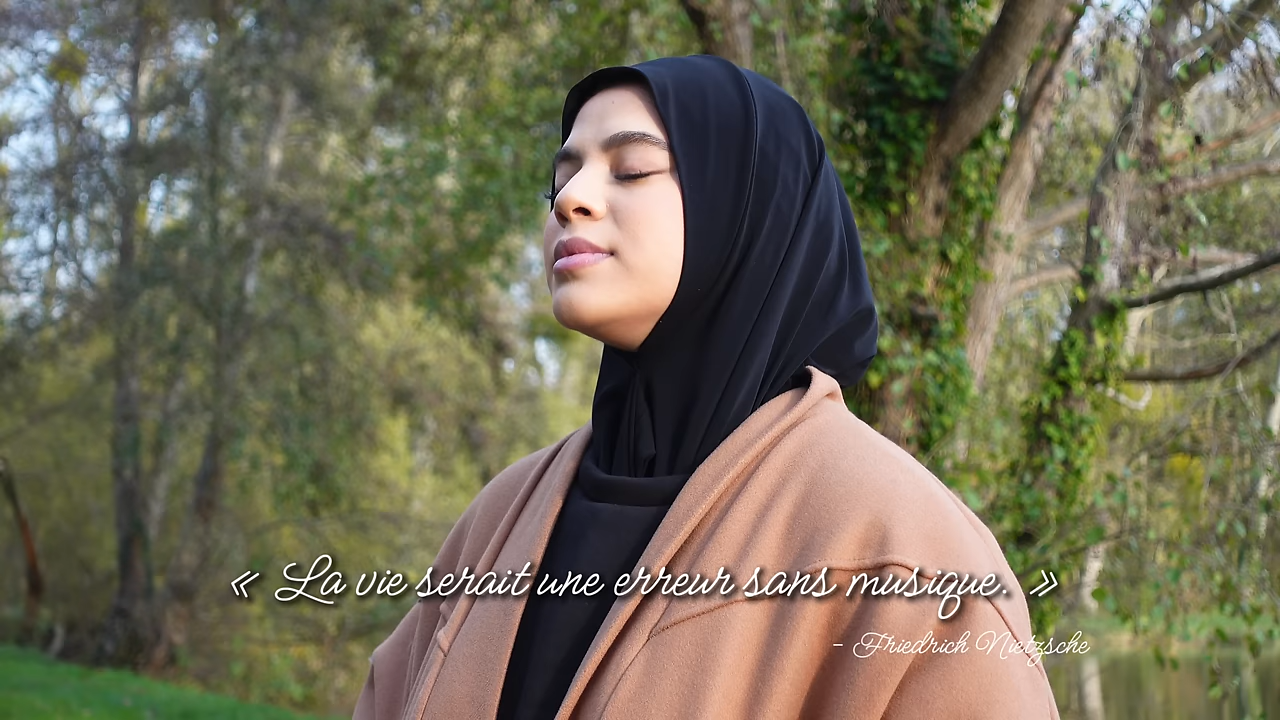 « La vie serait une erreur sans musique. »
- Friedrich Nietzsche